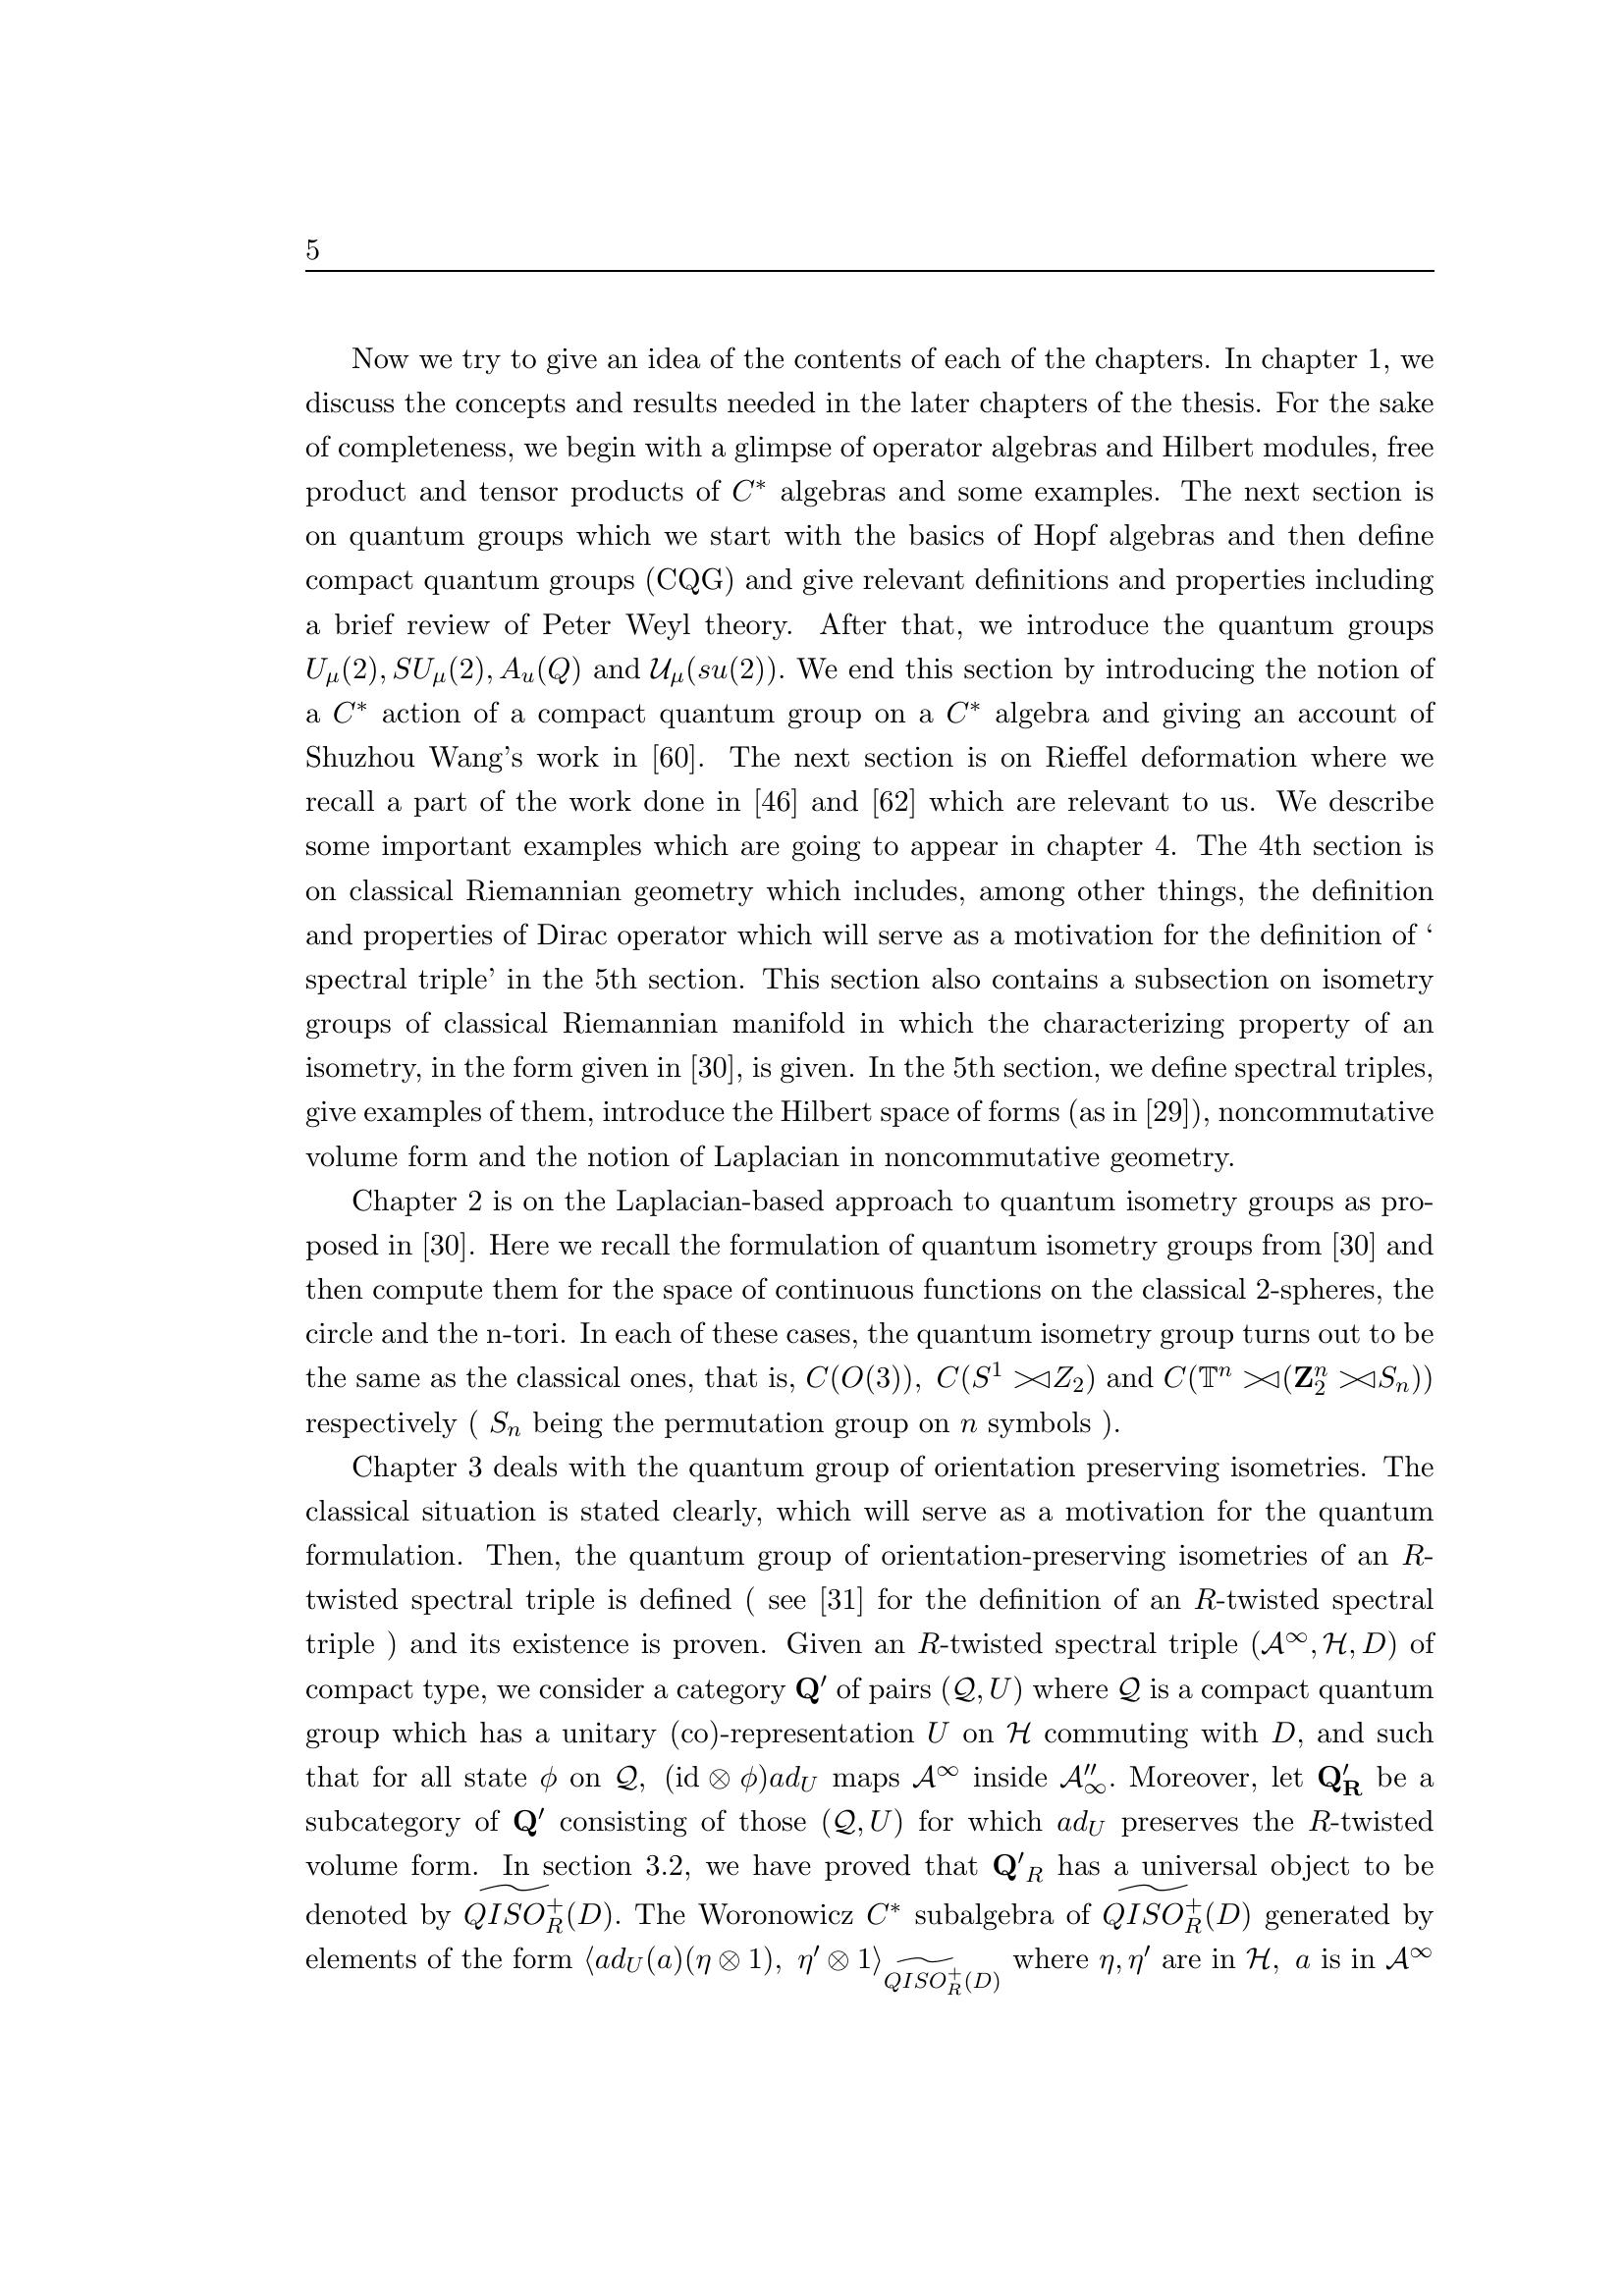 5
Now we try to give an idea of the contents of each of the chapters. In chapter 1, we
discuss the concepts and results needed in the later chapters of the thesis. For the sake
of completeness, we begin with a glimpse of operator algebras and Hilbert modules, free
product and tensor products of $C^*$ algebras and some examples. The next section is
on quantum groups which we start with the basics of Hopf algebras and then define
compact quantum groups (CQG) and give relevant definitions and properties including
a brief review of Peter Weyl theory. After that, we introduce the quantum groups
$U_\mu(2), SU_\mu(2), A_u(Q)$ and $\mathcal{U}_\mu(su(2))$. We end this section by introducing the notion of
a $C^*$ action of a compact quantum group on a $C^*$ algebra and giving an account of
Shuzhou Wang's work in [60]. The next section is on Rieffel deformation where we
recall a part of the work done in [46] and [62] which are relevant to us. We describe
some important examples which are going to appear in chapter 4. The 4th section is
on classical Riemannian geometry which includes, among other things, the definition
and properties of Dirac operator which will serve as a motivation for the definition of ‘
spectral triple’ in the 5th section. This section also contains a subsection on isometry
groups of classical Riemannian manifold in which the characterizing property of an
isometry, in the form given in [30], is given. In the 5th section, we define spectral triples,
give examples of them, introduce the Hilbert space of forms (as in [29]), noncommutative
volume form and the notion of Laplacian in noncommutative geometry.
Chapter 2 is on the Laplacian-based approach to quantum isometry groups as pro-
posed in [30]. Here we recall the formulation of quantum isometry groups from [30] and
then compute them for the space of continuous functions on the classical 2-spheres, the
circle and the n-tori. In each of these cases, the quantum isometry group turns out to be
the same as the classical ones, that is, $C(O(3)),\ C(S^1 \rtimes Z_2)$ and $C(\mathbb{T}^n \rtimes (\mathbf{Z}_2^n \rtimes S_n))$
respectively ( $S_n$ being the permutation group on $n$ symbols ).
Chapter 3 deals with the quantum group of orientation preserving isometries. The
classical situation is stated clearly, which will serve as a motivation for the quantum
formulation. Then, the quantum group of orientation-preserving isometries of an $R$-
twisted spectral triple is defined ( see [31] for the definition of an $R$-twisted spectral
triple ) and its existence is proven. Given an $R$-twisted spectral triple $(\mathcal{A}^\infty, \mathcal{H}, D)$ of
compact type, we consider a category $\mathbf{Q}'$ of pairs $(\mathcal{Q}, U)$ where $\mathcal{Q}$ is a compact quantum
group which has a unitary (co)-representation $U$ on $\mathcal{H}$ commuting with $D$, and such
that for all state $\phi$ on $\mathcal{Q}$, $(\mathrm{id} \otimes \phi)ad_U$ maps $\mathcal{A}^\infty$ inside $\mathcal{A}''_\infty$. Moreover, let $\mathbf{Q}'_{\mathbf{R}}$ be a
subcategory of $\mathbf{Q}'$ consisting of those $(\mathcal{Q}, U)$ for which $ad_U$ preserves the $R$-twisted
volume form. In section 3.2, we have proved that $\mathbf{Q}'_R$ has a universal object to be
denoted by $\widetilde{QISO_R^+}(D)$. The Woronowicz $C^*$ subalgebra of $\widetilde{QISO_R^+}(D)$ generated by
elements of the form $\langle ad_U(a)(\eta \otimes 1),\ \eta' \otimes 1 \rangle_{\widetilde{QISO_R^+}(D)}$ where $\eta, \eta'$ are in $\mathcal{H}$, $a$ is in $\mathcal{A}^\infty$